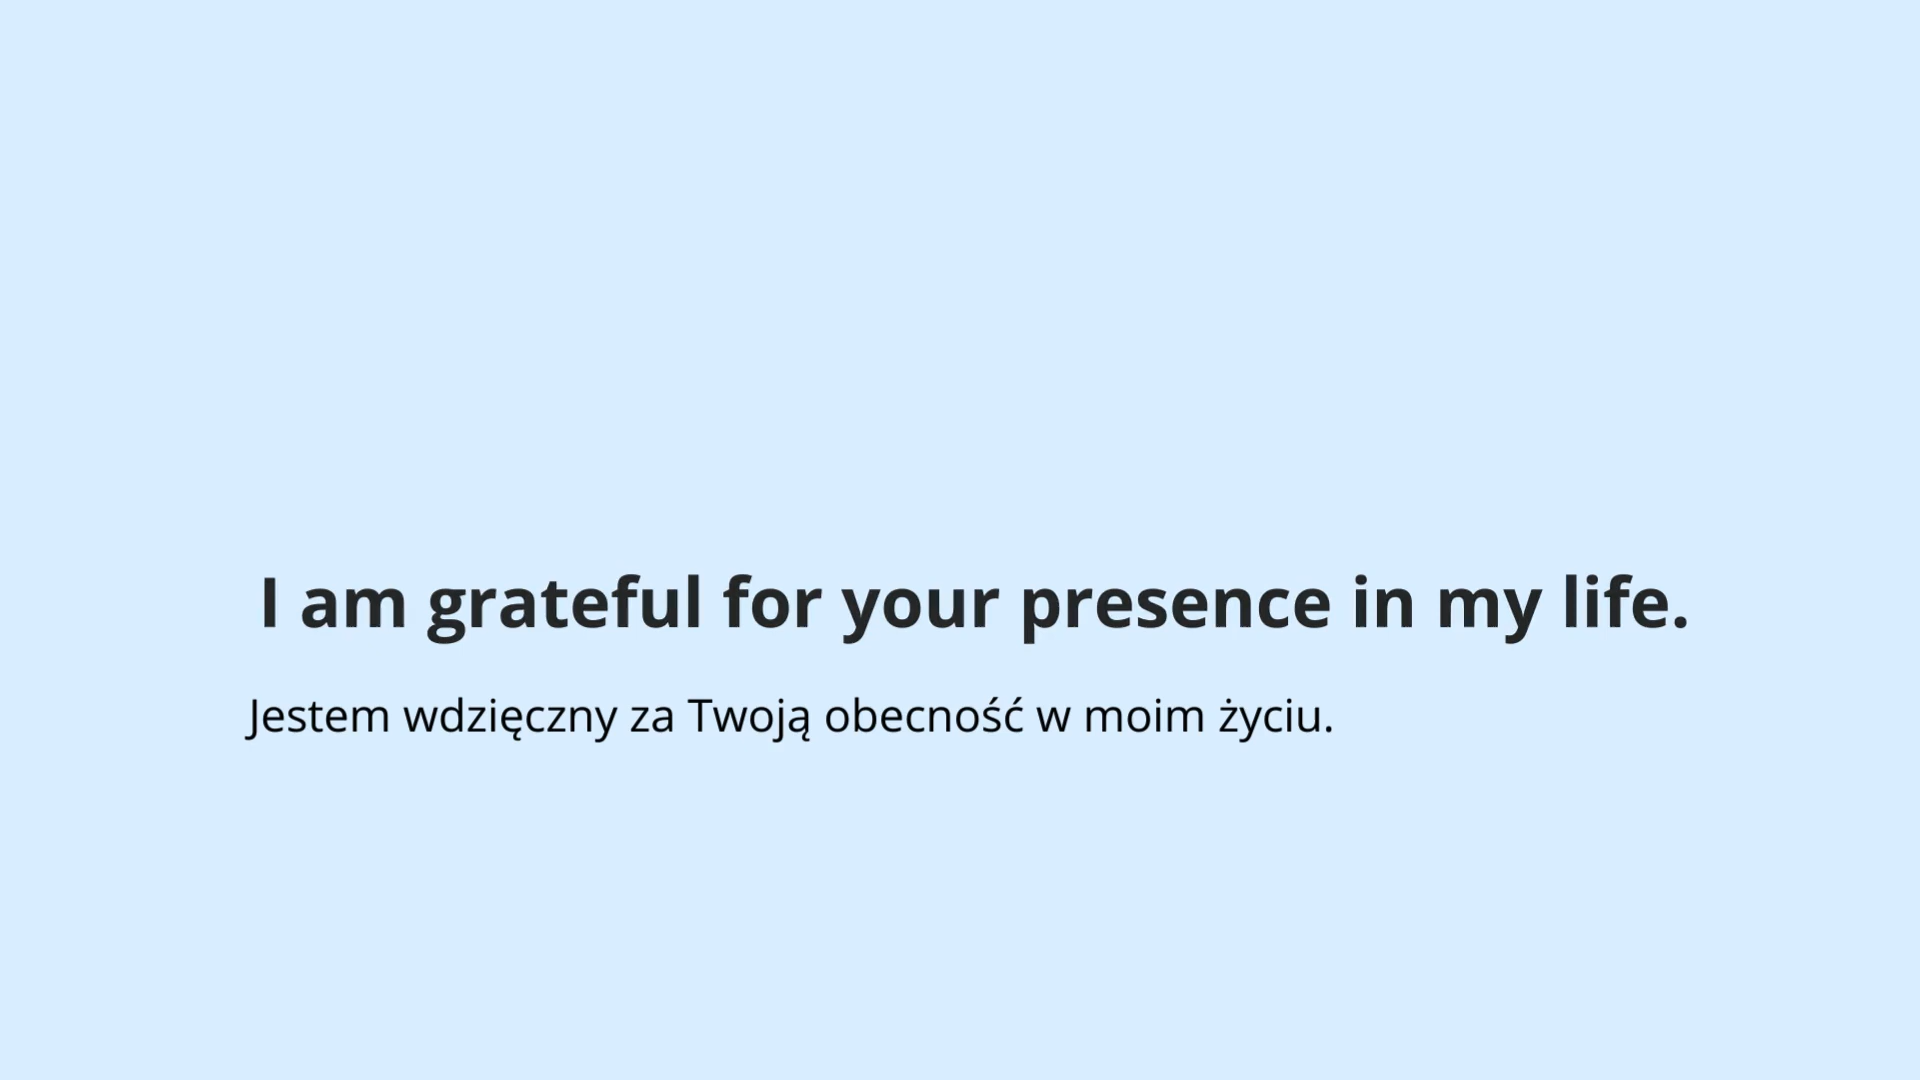 I am grateful for your presence in my life.
Jestem wdzięczny za Twoją obecność w moim życiu.